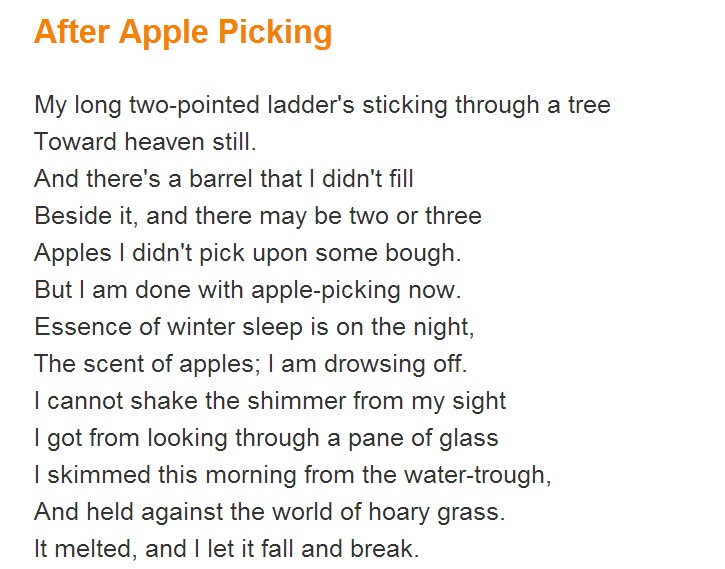 After Apple Picking
My long two-pointed ladder's sticking through a tree
Toward heaven still.
And there's a barrel that I didn't fill
Beside it, and there may be two or three
Apples I didn't pick upon some bough.
But I am done with apple-picking now.
Essence of winter sleep is on the night,
The scent of apples; I am drowsing off.
I cannot shake the shimmer from my sight
I got from looking through a pane of glass
I skimmed this morning from the water-trough,
And held against the world of hoary grass.
It melted, and I let it fall and break.